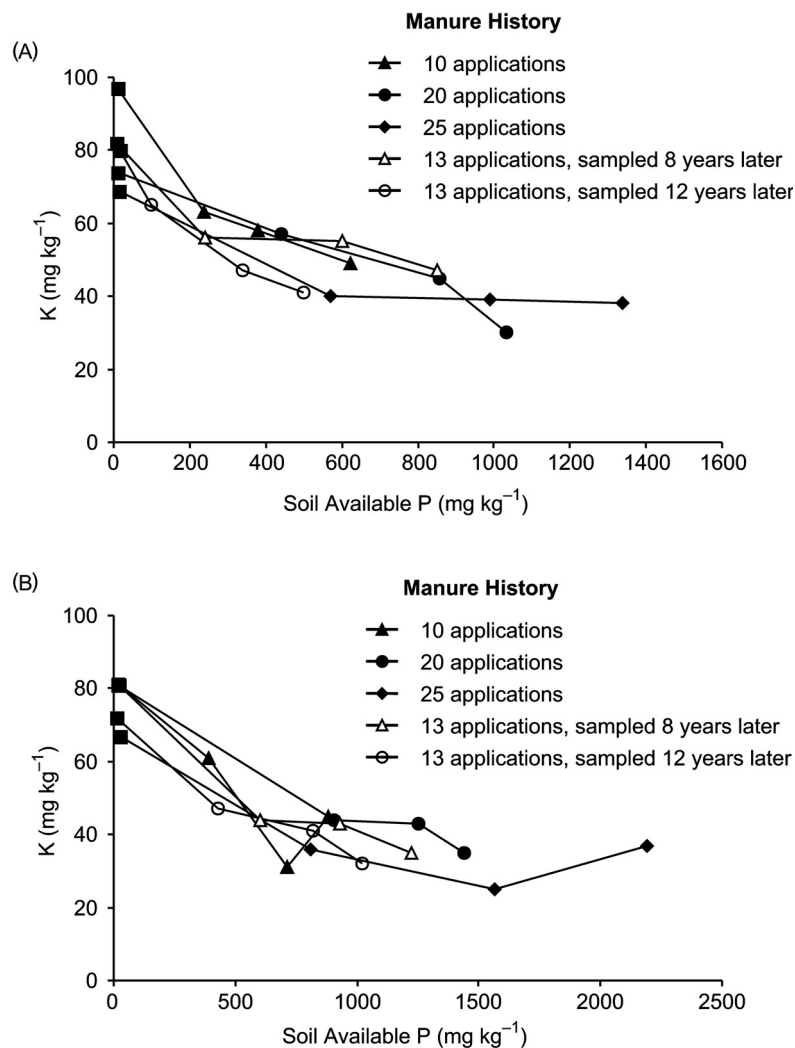 (A)
Manure History
10 applications
20 applications
25 applications
13 applications, sampled 8 years later
13 applications, sampled 12 years later
100
80
60
40
20
0
K (mg kg⁻¹)
0 200 400 600 800 1000 1200 1400 1600
Soil Available P (mg kg⁻¹)
(B)
Manure History
10 applications
20 applications
25 applications
13 applications, sampled 8 years later
13 applications, sampled 12 years later
100
80
60
40
20
0
K (mg kg⁻¹)
0 500 1000 1500 2000 2500
Soil Available P (mg kg⁻¹)